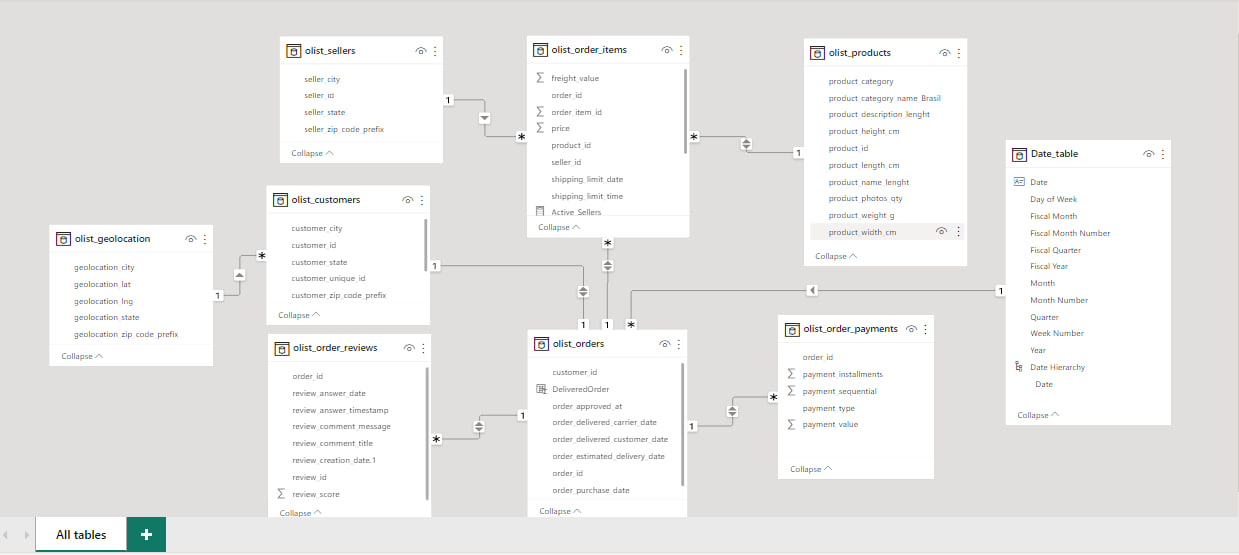 olist_sellers
seller_city
seller_id
seller_state
seller_zip_code_prefix
Collapse
olist_order_items
freight_value
order_id
order_item_id
price
product_id
seller_id
shipping_limit_date
shipping_limit_time
Active_Sellers
Collapse
olist_products
product_category
product_category_name_Brasil
product_description_lenght
product_height_cm
product_id
product_length_cm
product_name_lenght
product_photos_qty
product_weight_g
product_width_cm
Collapse
Date_table
Date
Day of Week
Fiscal Month
Fiscal Month Number
Fiscal Quarter
Fiscal Year
Month
Month Number
Quarter
Week Number
Year
Date Hierarchy
Date
Collapse
olist_customers
customer_city
customer_id
customer_state
customer_unique_id
customer_zip_code_prefix
Collapse
olist_geolocation
geolocation_city
geolocation_lat
geolocation_lng
geolocation_state
geolocation_zip_code_prefix
Collapse
olist_order_reviews
order_id
review_answer_date
review_answer_timestamp
review_comment_message
review_comment_title
review_creation_date.1
review_id
review_score
Collapse
olist_orders
customer_id
DeliveredOrder
order_approved_at
order_delivered_carrier_date
order_delivered_customer_date
order_estimated_delivery_date
order_id
order_purchase_date
Collapse
olist_order_payments
order_id
payment_installments
payment_sequential
payment_type
payment_value
Collapse
1
*
*
1
1
*
1
1
*
1
1
*
*
1
1
*
1
*
All tables
+